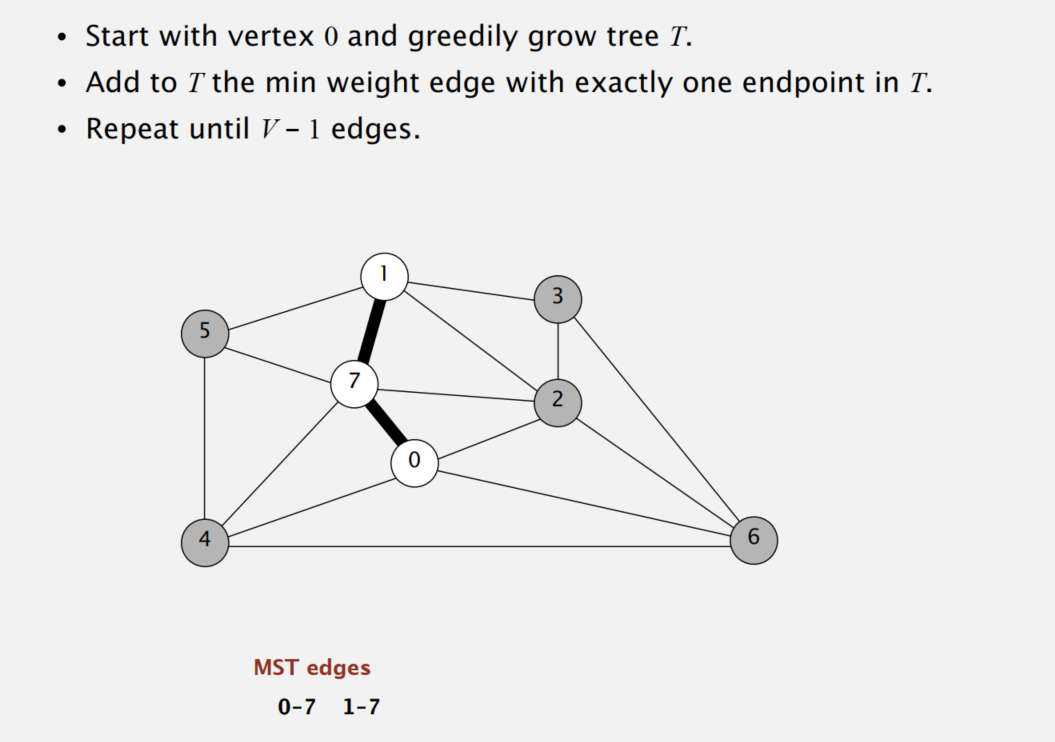 • Start with vertex 0 and greedily grow tree T.
• Add to T the min weight edge with exactly one endpoint in T.
• Repeat until V – 1 edges.
1
3
5
7
2
0
4
6
MST edges
0-7 1-7